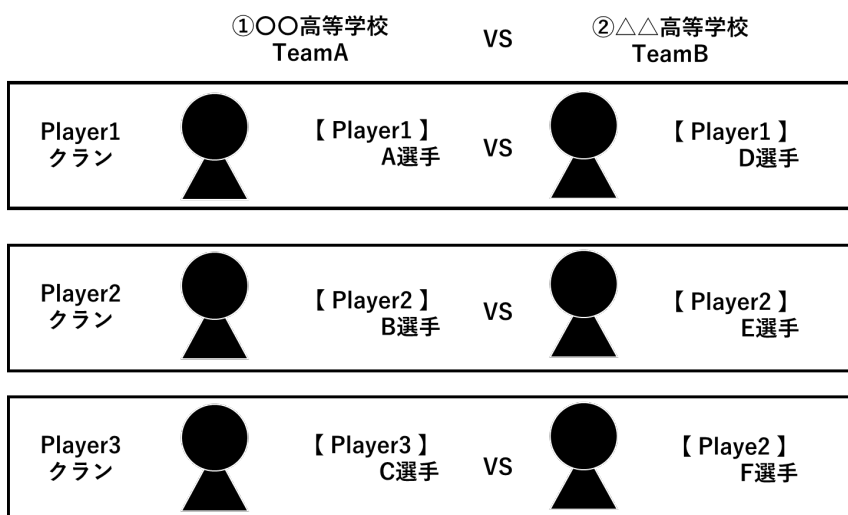 ①〇〇高等学校 VS ②△△高等学校
TeamA TeamB
Player1 【 Player1 】 VS 【 Player1 】
クラン A選手 D選手
Player2 【 Player2 】 VS 【 Player2 】
クラン B選手 E選手
Player3 【 Player3 】 VS 【 Playe2 】
クラン C選手 F選手